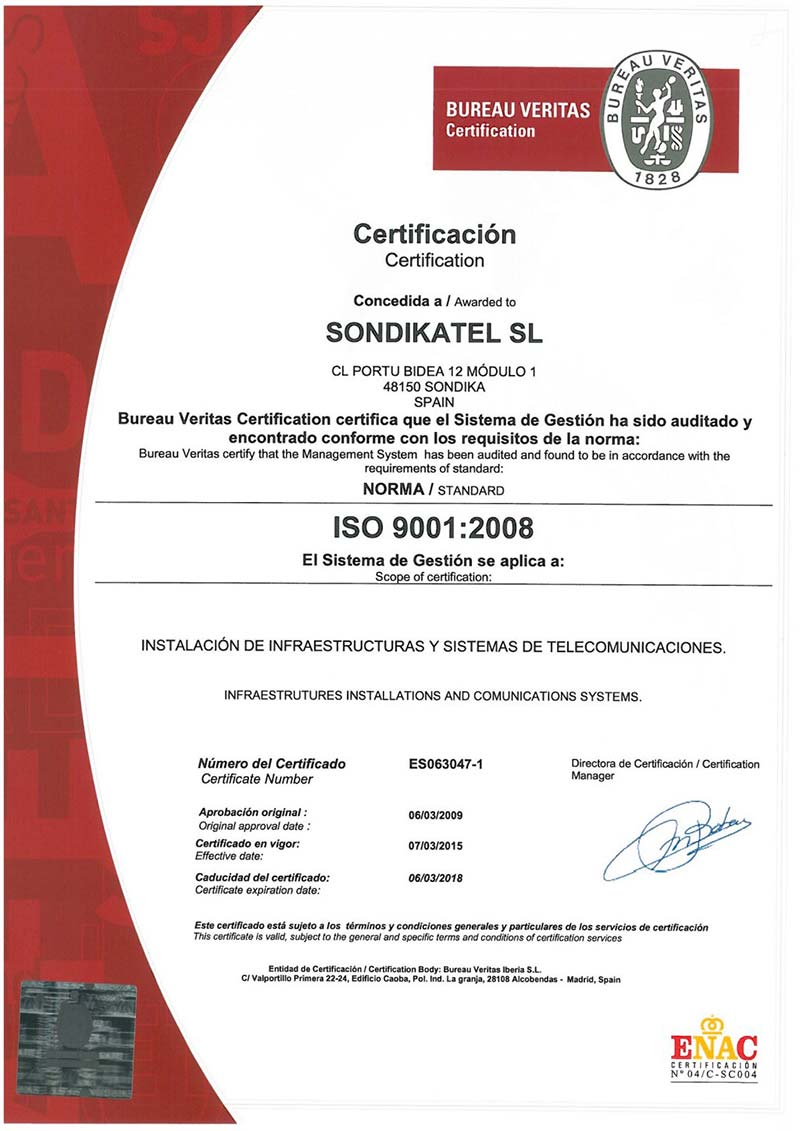 BUREAU VERITAS
Certification
BUREAU VERITAS
1828
Certificación
Certification
Concedida a / Awarded to
SONDIKATEL SL
CL PORTU BIDEA 12 MÓDULO 1
48150 SONDIKA
SPAIN
Bureau Veritas Certification certifica que el Sistema de Gestión ha sido auditado y
encontrado conforme con los requisitos de la norma:
Bureau Veritas certify that the Management System has been audited and found to be in accordance with the
requirements of standard:
NORMA / STANDARD
ISO 9001:2008
El Sistema de Gestión se aplica a:
Scope of certification:
INSTALACIÓN DE INFRAESTRUCTURAS Y SISTEMAS DE TELECOMUNICACIONES.
INFRAESTRUTURES INSTALLATIONS AND COMUNICATIONS SYSTEMS.
Número del Certificado ES063047-1
Certificate Number
Directora de Certificación / Certification
Manager
Aprobación original : 06/03/2009
Original approval date :
Certificado en vigor: 07/03/2015
Effective date:
Caducidad del certificado: 06/03/2018
Certificate expiration date:
Este certificado está sujeto a los términos y condiciones generales y particulares de los servicios de certificación
This certificate is valid, subject to the general and specific terms and conditions of certification services
Entidad de Certificación / Certification Body: Bureau Veritas Iberia S.L.
C/ Valportillo Primera 22-24, Edificio Caoba, Pol. Ind. La granja, 28108 Alcobendas - Madrid, Spain
ENAC
CERTIFICACIÓN
Nº 04/C-SC004